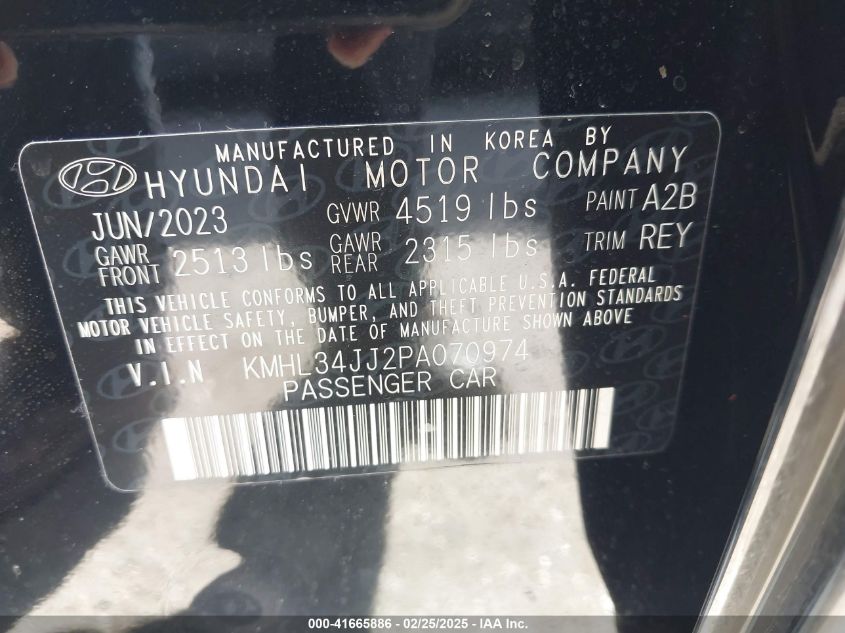 MANUFACTURED IN KOREA BY
HYUNDAI MOTOR COMPANY
JUN/2023 GVWR 4519 lbs PAINT A2B
GAWR FRONT 2513 lbs GAWR REAR 2315 lbs TRIM REY
THIS VEHICLE CONFORMS TO ALL APPLICABLE U.S.A. FEDERAL
MOTOR VEHICLE SAFETY, BUMPER, AND THEFT PREVENTION STANDARDS
IN EFFECT ON THE DATE OF MANUFACTURE SHOWN ABOVE
V.I.N KMHL34JJ2PA070974
PASSENGER CAR
000-41665886 - 02/25/2025 - IAA Inc.